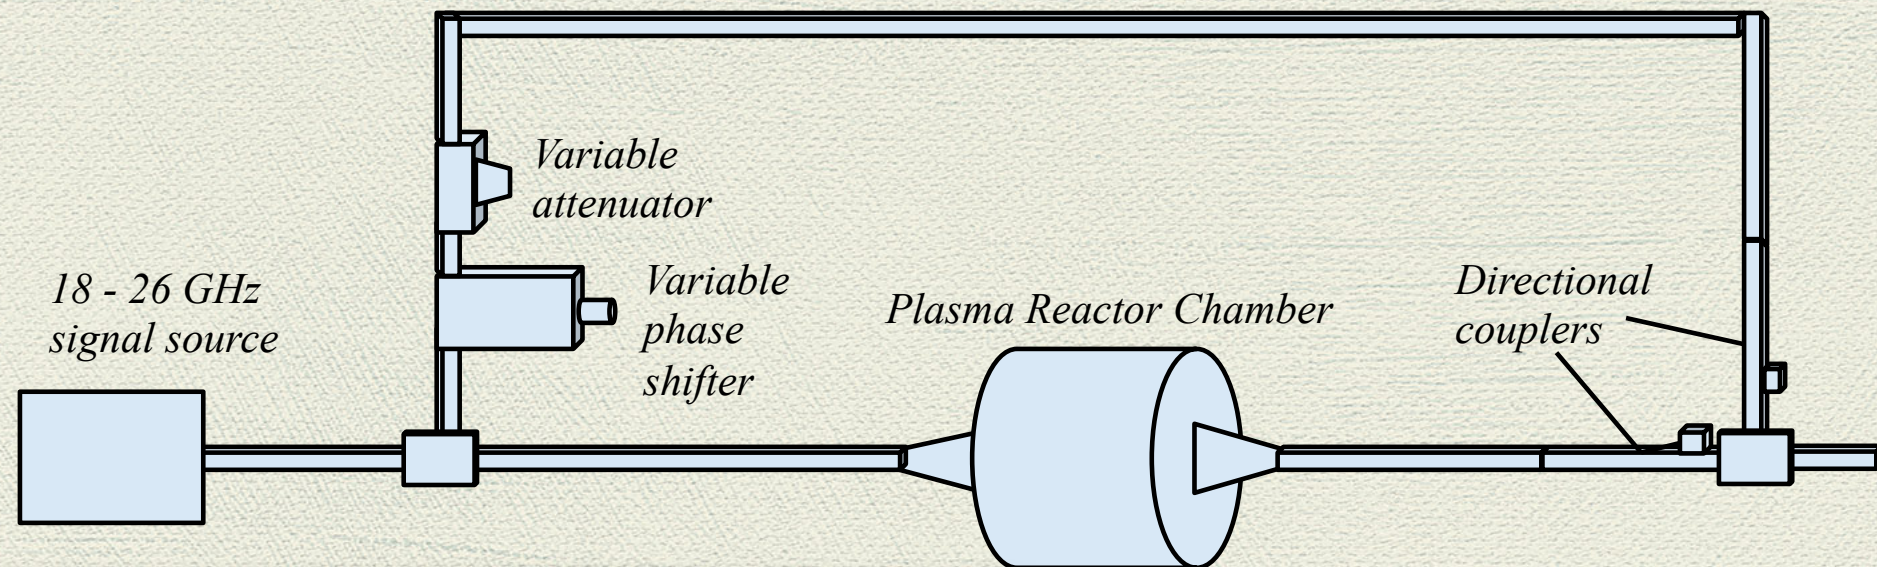 Variable
attenuator
18 - 26 GHz
signal source
Variable
phase
shifter
Plasma Reactor Chamber
Directional
couplers